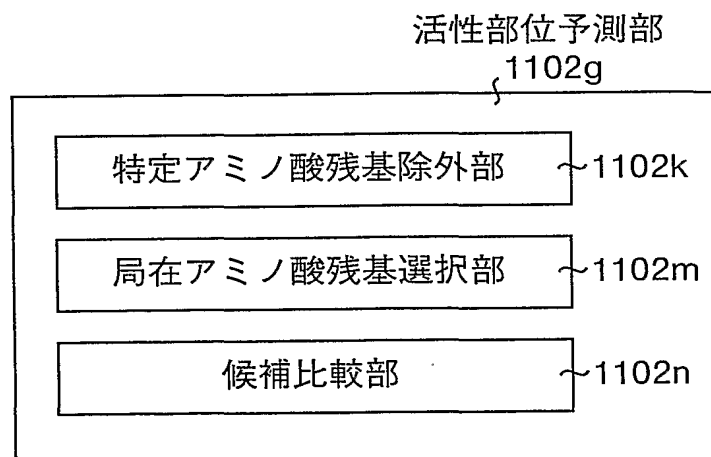 活性部位予測部
1102g
特定アミノ酸残基除外部 1102k
局在アミノ酸残基選択部 1102m
候補比較部 1102n